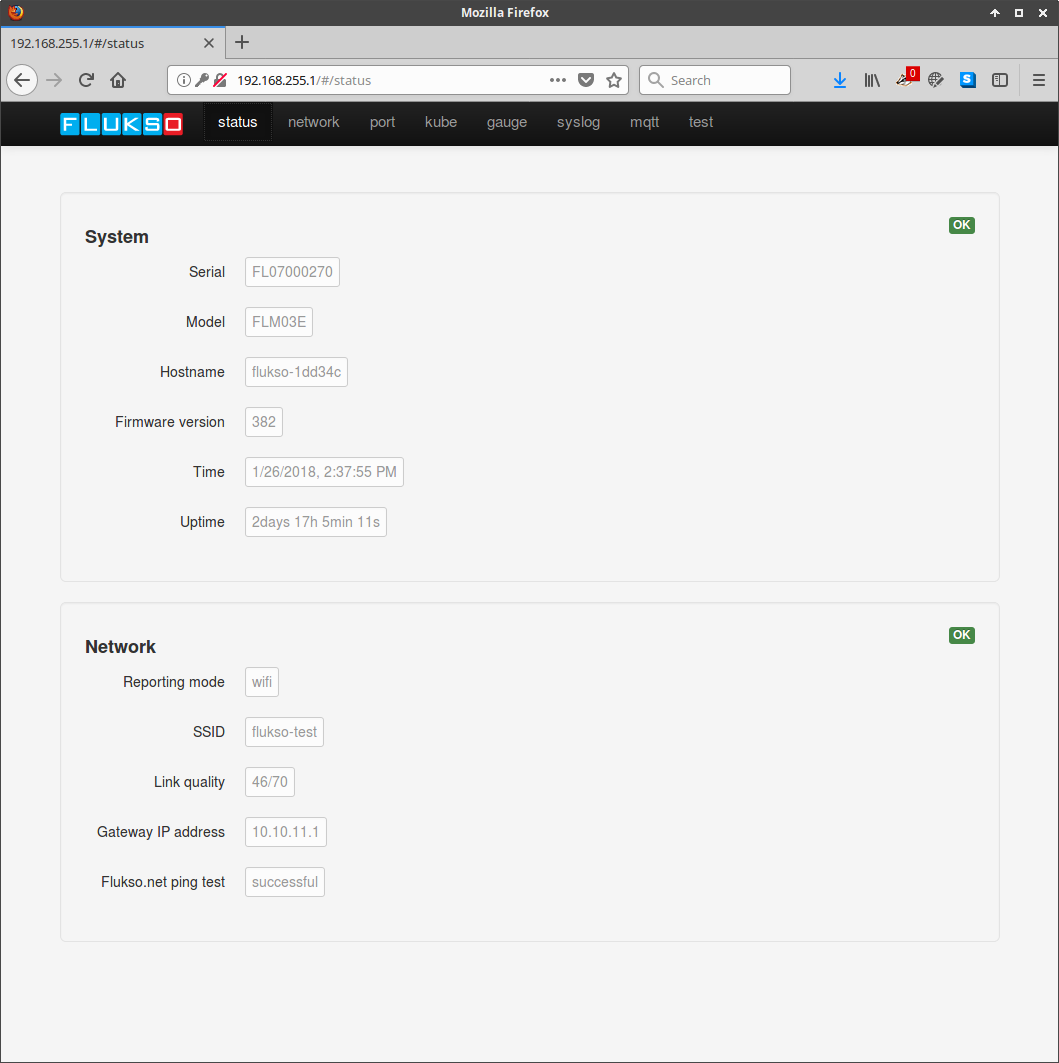 Mozilla Firefox
192.168.255.1/#/status
192.168.255.1/#/status
Search
0
S
FLUKSO status network port kube gauge syslog mqtt test
System
OK
Serial FL07000270
Model FLM03E
Hostname flukso-1dd34c
Firmware version 382
Time 1/26/2018, 2:37:55 PM
Uptime 2days 17h 5min 11s
Network
OK
Reporting mode wifi
SSID flukso-test
Link quality 46/70
Gateway IP address 10.10.11.1
Flukso.net ping test successful